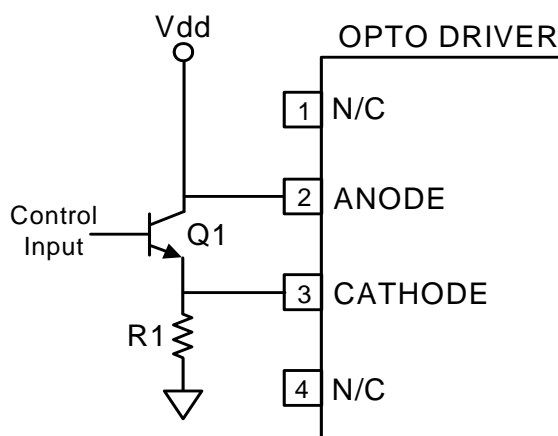 Vdd
OPTO DRIVER
1 N/C
2 ANODE
Control
Input
Q1
3 CATHODE
R1
4 N/C